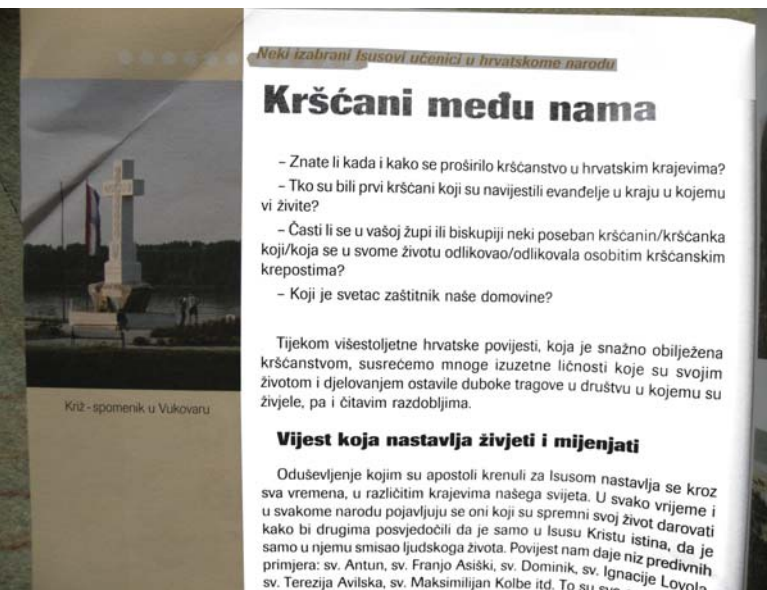 Neki izabrani Isusovi učenici u hrvatskome narodu
Kršćani među nama
– Znate li kada i kako se proširilo kršćanstvo u hrvatskim krajevima?
– Tko su bili prvi kršćani koji su navijestili evanđelje u kraju u kojemu
vi živite?
– Časti li se u vašoj župi ili biskupiji neki poseban kršćanin/kršćanka
koji/koja se u svome životu odlikovao/odlikovala osobitim kršćanskim
krepostima?
– Koji je svetac zaštitnik naše domovine?
Tijekom višestoljetne hrvatske povijesti, koja je snažno obilježena
kršćanstvom, susrećemo mnoge izuzetne ličnosti koje su svojim
životom i djelovanjem ostavile duboke tragove u društvu u kojemu su
živjele, pa i čitavim razdobljima.
Križ-spomenik u Vukovaru
Vijest koja nastavlja živjeti i mijenjati
Oduševljenje kojim su apostoli krenuli za Isusom nastavlja se kroz
sva vremena, u različitim krajevima našega svijeta. U svako vrijeme i
u svakome narodu pojavljuju se oni koji su spremni svoj život darovati
kako bi drugima posvjedočili da je samo u Isusu Kristu istina, da je
samo u njemu smisao ljudskoga života. Povijest nam daje niz predivnih
primjera: sv. Antun, sv. Franjo Asiški, sv. Dominik, sv. Ignacije Loyola,
sv. Terezija Avilska, sv. Maksimilijan Kolbe itd. To su